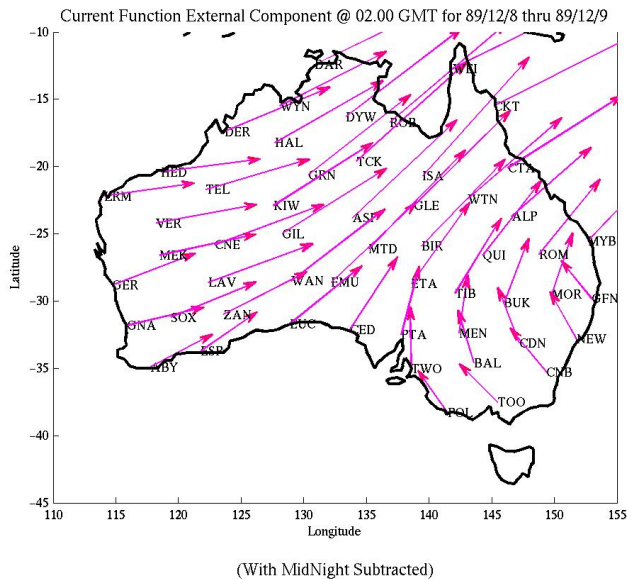 Current Function External Component @ 02.00 GMT for 89/12/8 thru 89/12/9
-10
DAR
WEI
-15
WYN
DYW
ROB
CKT
DER
HAL
-20
HED
TCK
CTA
TEL
GRN
ISA
ERM
KIW
ASP
GLE
WTN
ALP
VER
-25
MEK
CNE
GIL
MTD
BIR
QUI
ROM
MYB
GER
LAV
WAN
EMU
ETA
TIB
BUK
MOR
GFN
-30
GNA
SOX
ZAN
EUC
CED
PTA
MEN
CDN
NEW
ABY
ESP
TWO
BAL
CNB
-35
POL
TOO
-40
-45
110 115 120 125 130 135 140 145 150 155
Latitude
Longitude
(With MidNight Subtracted)